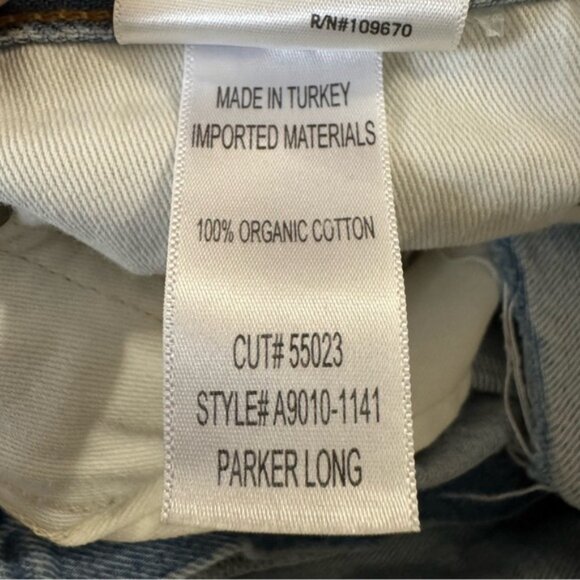 R/N#109670
MADE IN TURKEY
IMPORTED MATERIALS
100% ORGANIC COTTON
CUT# 55023
STYLE# A9010-1141
PARKER LONG